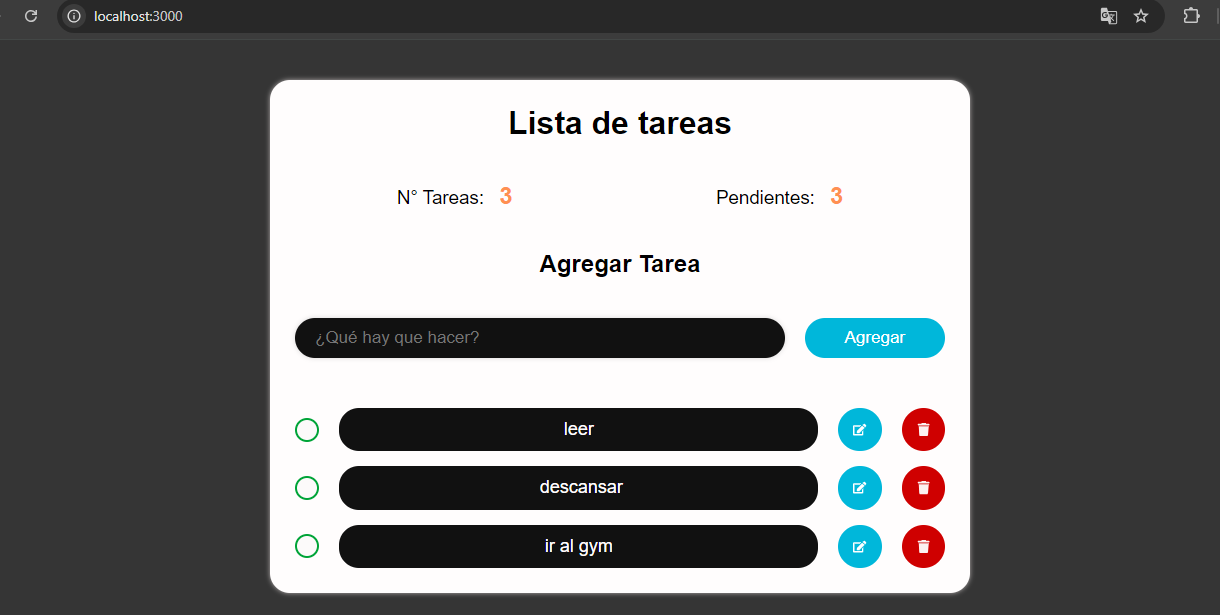 localhost:3000
Lista de tareas
N° Tareas: 3 Pendientes: 3
Agregar Tarea
¿Qué hay que hacer? Agregar
leer
descansar
ir al gym